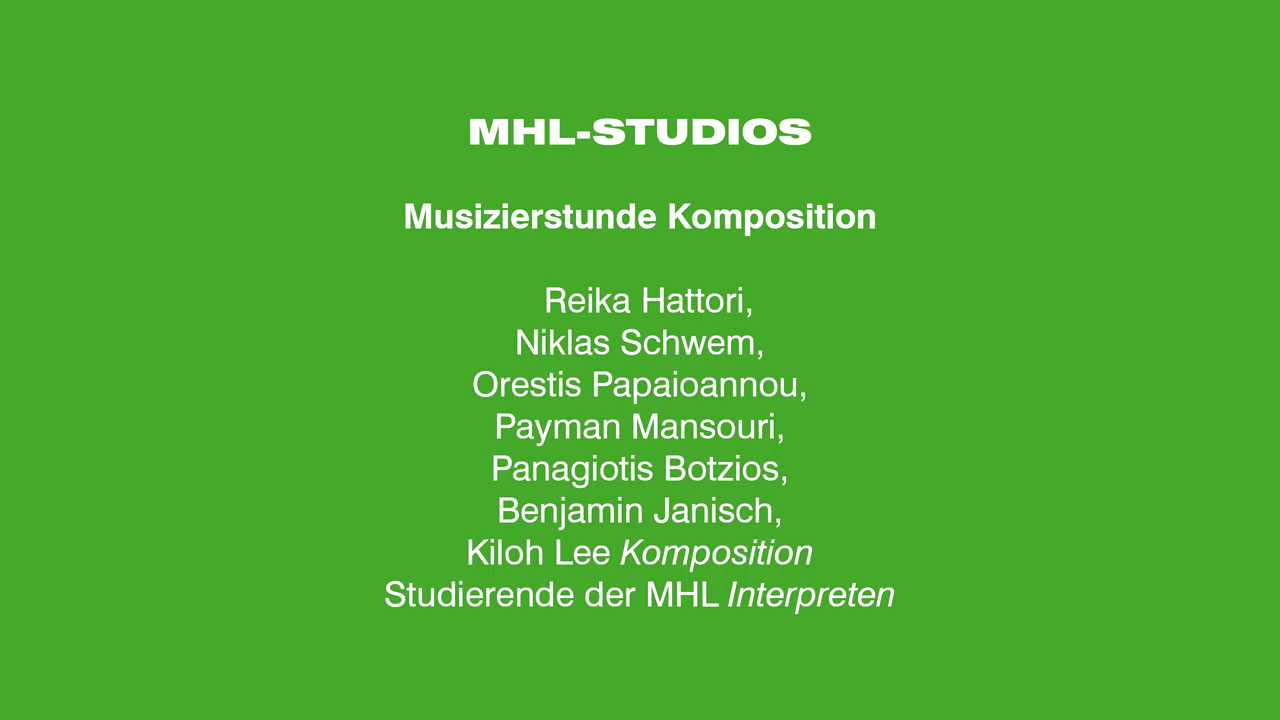 MHL-STUDIOS
Musizierstunde Komposition
Reika Hattori,
Niklas Schwem,
Orestis Papaioannou,
Payman Mansouri,
Panagiotis Botzios,
Benjamin Janisch,
Kiloh Lee Komposition
Studierende der MHL Interpreten